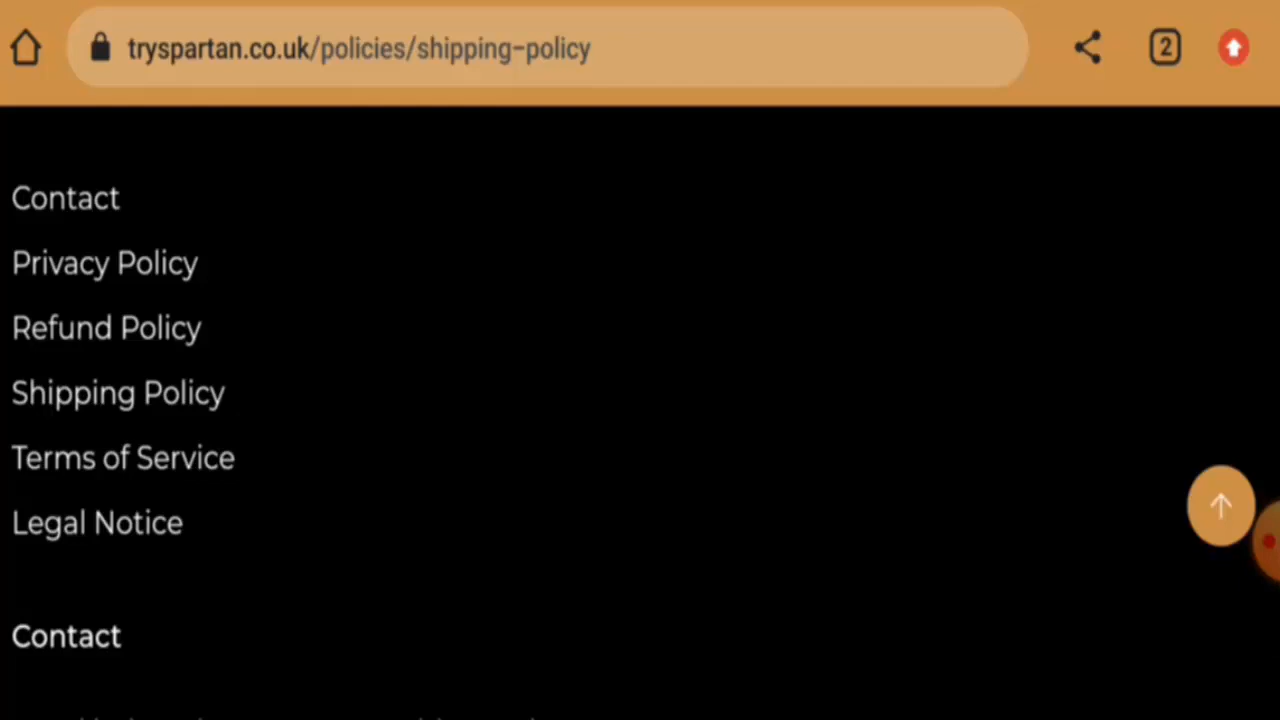 tryspartan.co.uk/policies/shipping-policy
2
Contact
Privacy Policy
Refund Policy
Shipping Policy
Terms of Service
Legal Notice
Contact